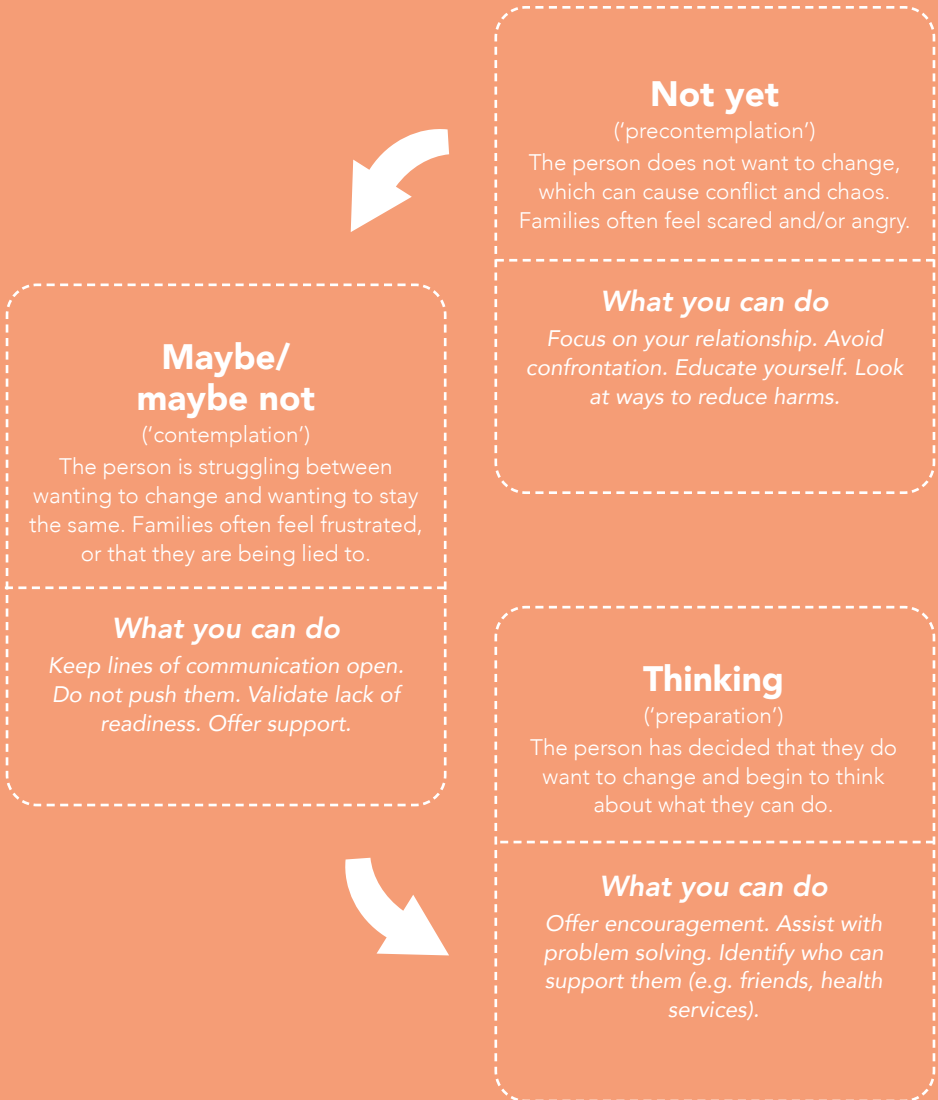 Not yet
('precontemplation')
The person does not want to change,
which can cause conflict and chaos.
Families often feel scared and/or angry.
What you can do
Focus on your relationship. Avoid
confrontation. Educate yourself. Look
at ways to reduce harms.
Maybe/
maybe not
('contemplation')
The person is struggling between
wanting to change and wanting to stay
the same. Families often feel frustrated,
or that they are being lied to.
What you can do
Keep lines of communication open.
Do not push them. Validate lack of
readiness. Offer support.
Thinking
('preparation')
The person has decided that they do
want to change and begin to think
about what they can do.
What you can do
Offer encouragement. Assist with
problem solving. Identify who can
support them (e.g. friends, health
services).